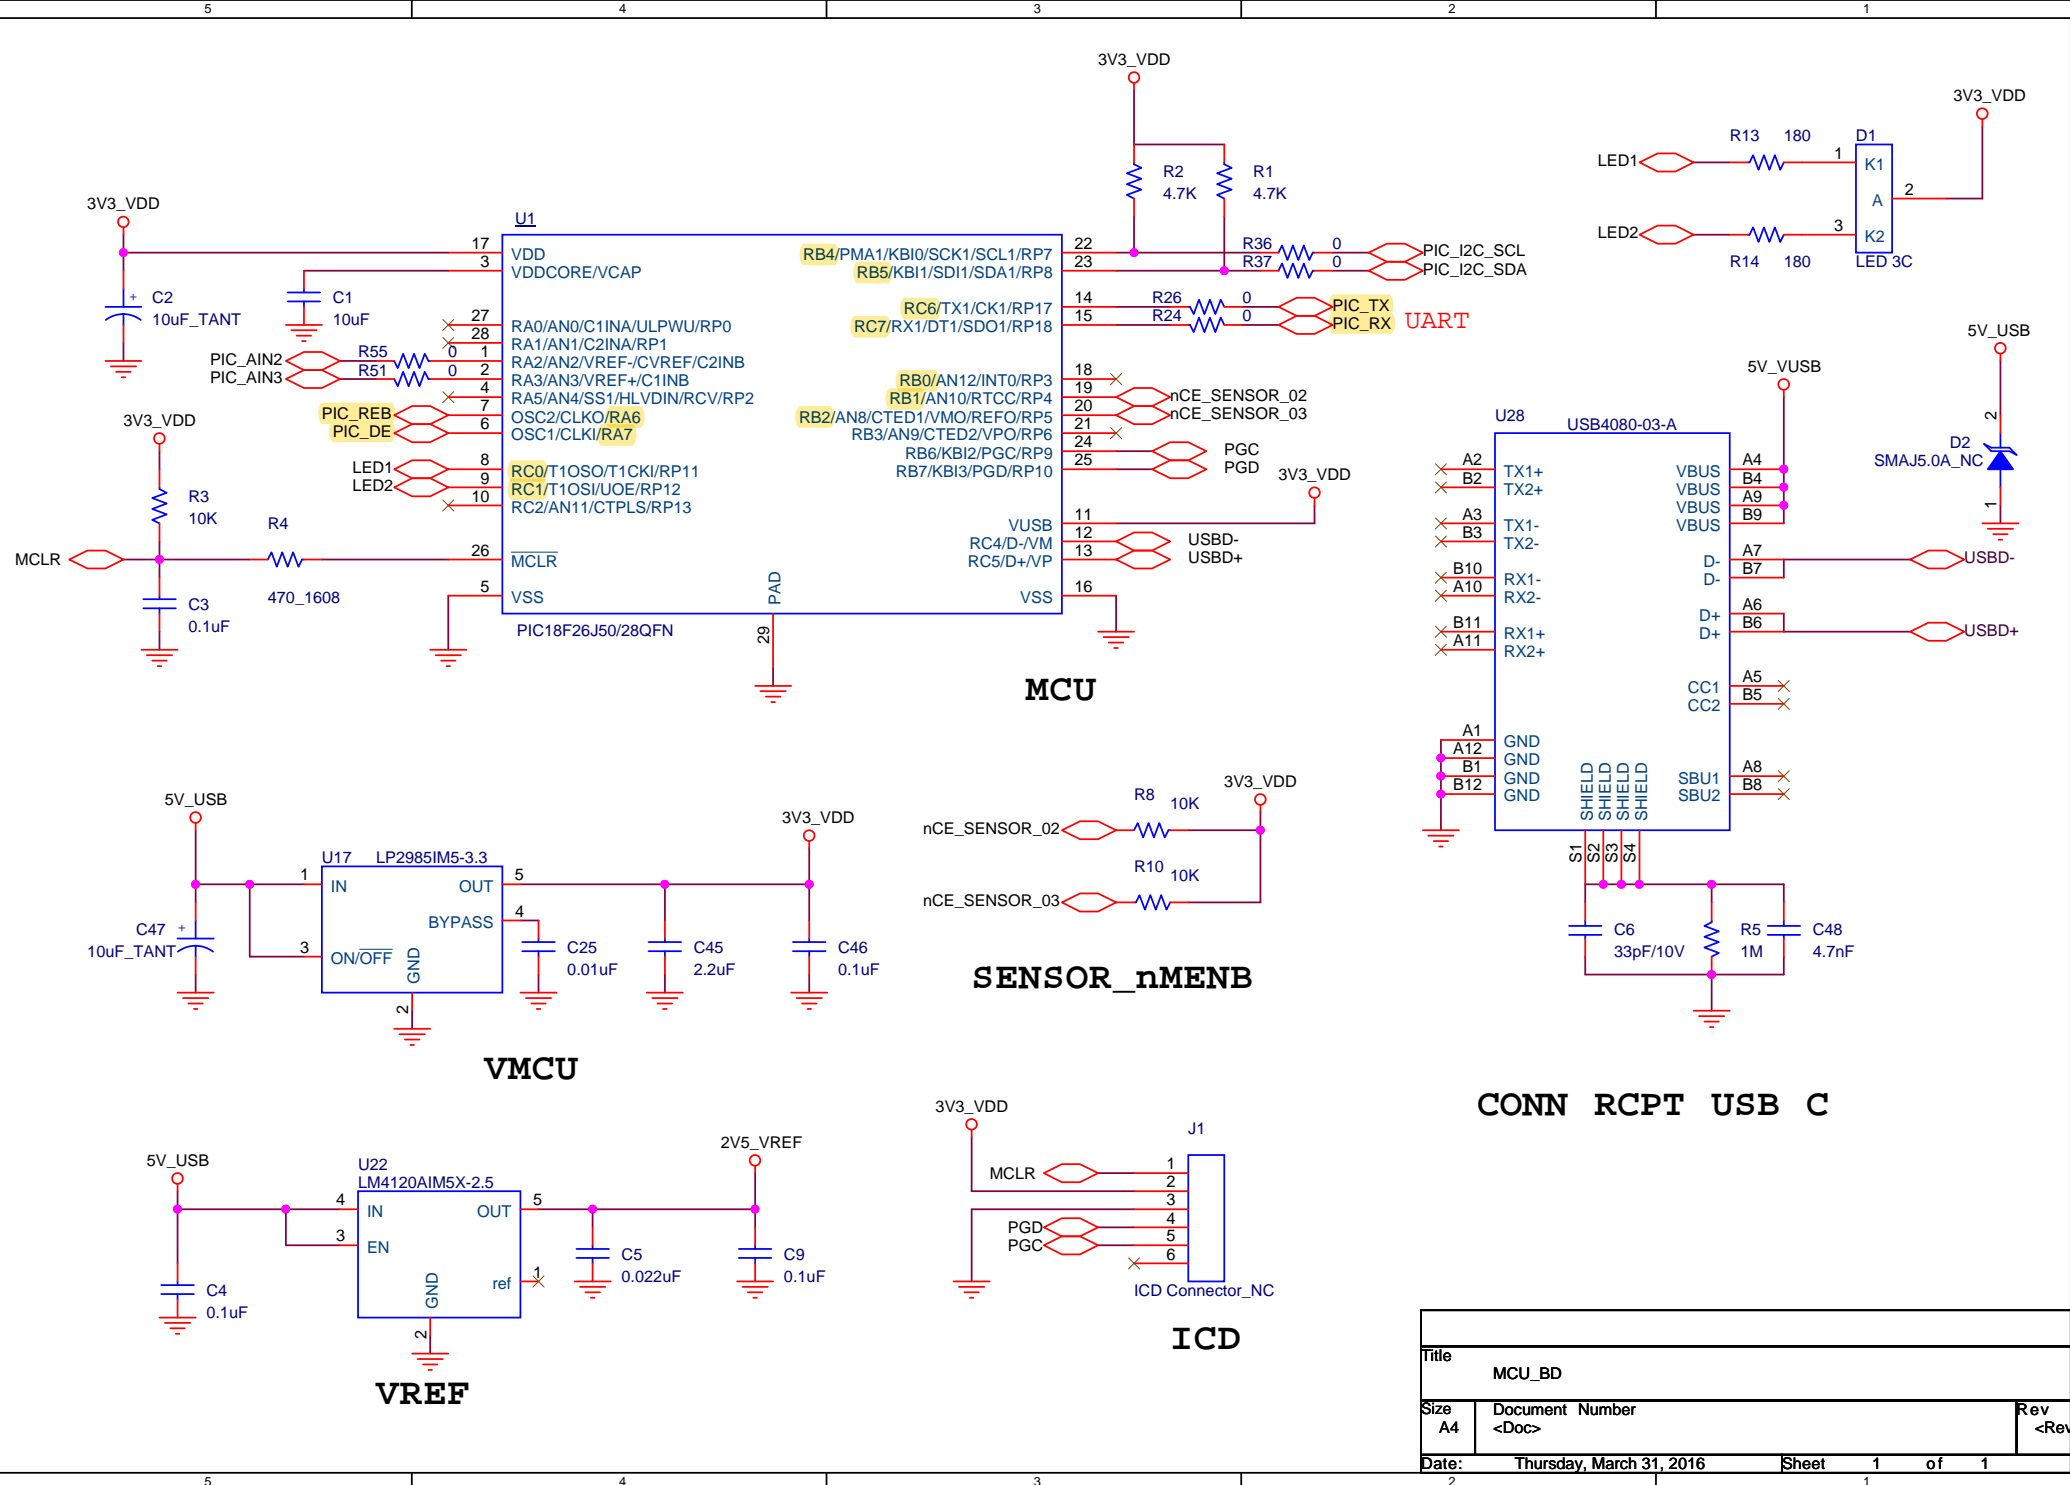 5 4 3 2 1
3V3_VDD
R2
4.7K
R1
4.7K
3V3_VDD
R13 180
D1
LED1
1
K1
A
2
LED2
3
K2
R14 180
LED 3C
3V3_VDD
C2
+
10uF_TANT
C1
10uF
U1
17 VDD
3 VDDCORE/VCAP
27 RA0/AN0/C1INA/ULPWU/RP0
28 RA1/AN1/C2INA/RP1
PIC_AIN2 R55 0 1 RA2/AN2/VREF-/CVREF/C2INB
PIC_AIN3 R51 0 2 RA3/AN3/VREF+/C1INB
4 RA5/AN4/SS1/HLVDIN/RCV/RP2
PIC_REB 7 OSC2/CLKO/RA6
PIC_DE 6 OSC1/CLKI/RA7
LED1 8 RC0/T1OSO/T1CKI/RP11
LED2 9 RC1/T1OSI/UOE/RP12
10 RC2/AN11/CTPLS/RP13
26 MCLR
5 VSS
PAD
29
PIC18F26J50/28QFN
RB4/PMA1/KBI0/SCK1/SCL1/RP7 22 R36 0 PIC_I2C_SCL
RB5/KBI1/SDI1/SDA1/RP8 23 R37 0 PIC_I2C_SDA
RC6/TX1/CK1/RP17 14 R26 0 PIC_TX
RC7/RX1/DT1/SDO1/RP18 15 R24 0 PIC_RX
UART
RB0/AN12/INT0/RP3 18
RB1/AN10/RTCC/RP4 19 nCE_SENSOR_02
RB2/AN8/CTED1/VMO/REFO/RP5 20 nCE_SENSOR_03
RB3/AN9/CTED2/VPO/RP6 21
RB6/KBI2/PGC/RP9 24 PGC
RB7/KBI3/PGD/RP10 25 PGD
3V3_VDD
VUSB 11
RC4/D-/VM 12 USBD-
RC5/D+/VP 13 USBD+
VSS 16
MCU
3V3_VDD
R3
10K
R4
470_1608
MCLR
C3
0.1uF
5V_USB
2
D2
SMAJ5.0A_NC
1
5V_VUSB
U28
USB4080-03-A
A2 TX1+
B2 TX2+
A3 TX1-
B3 TX2-
B10 RX1-
A10 RX2-
B11 RX1+
A11 RX2+
A1 GND
A12 GND
B1 GND
B12 GND
VBUS A4
VBUS B4
VBUS A9
VBUS B9
D- A7
D- B7
USBD-
D+ A6
D+ B6
USBD+
CC1 A5
CC2 B5
SBU1 A8
SBU2 B8
SHIELD SHIELD SHIELD SHIELD
S1 S2 S3 S4
C6
33pF/10V
R5
1M
C48
4.7nF
CONN RCPT USB C
5V_USB
C47
+
10uF_TANT
U17 LP2985IM5-3.3
1 IN
3 ON/OFF
GND
2
OUT 5
BYPASS 4
C25
0.01uF
C45
2.2uF
3V3_VDD
C46
0.1uF
VMCU
3V3_VDD
R8 10K
nCE_SENSOR_02
R10 10K
nCE_SENSOR_03
SENSOR_nMENB
5V_USB
C4
0.1uF
U22
LM4120AIM5X-2.5
4 IN
3 EN
GND
2
OUT 5
ref 1
C5
0.022uF
2V5_VREF
C9
0.1uF
VREF
3V3_VDD
J1
MCLR 1
2
3
PGD 4
PGC 5
6
ICD Connector_NC
ICD
Title
MCU_BD
Size
A4
Document Number
<Doc>
Rev
<Rev
Date: Thursday, March 31, 2016 Sheet 1 of 1
5 4 3 2 1